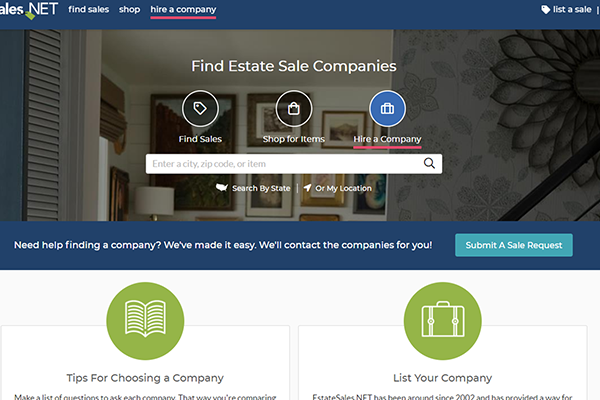 ales.NET find sales shop hire a company list a sale |
Find Estate Sale Companies
Find Sales Shop for Items Hire a Company
Enter a city, zip code, or item
Search By State | Or My Location
Need help finding a company? We've made it easy. We'll contact the companies for you! Submit A Sale Request
Tips For Choosing a Company List Your Company
Make a list of questions to ask each company. That way you're comparing EstateSales.NET has been around since 2002 and has provided a way for